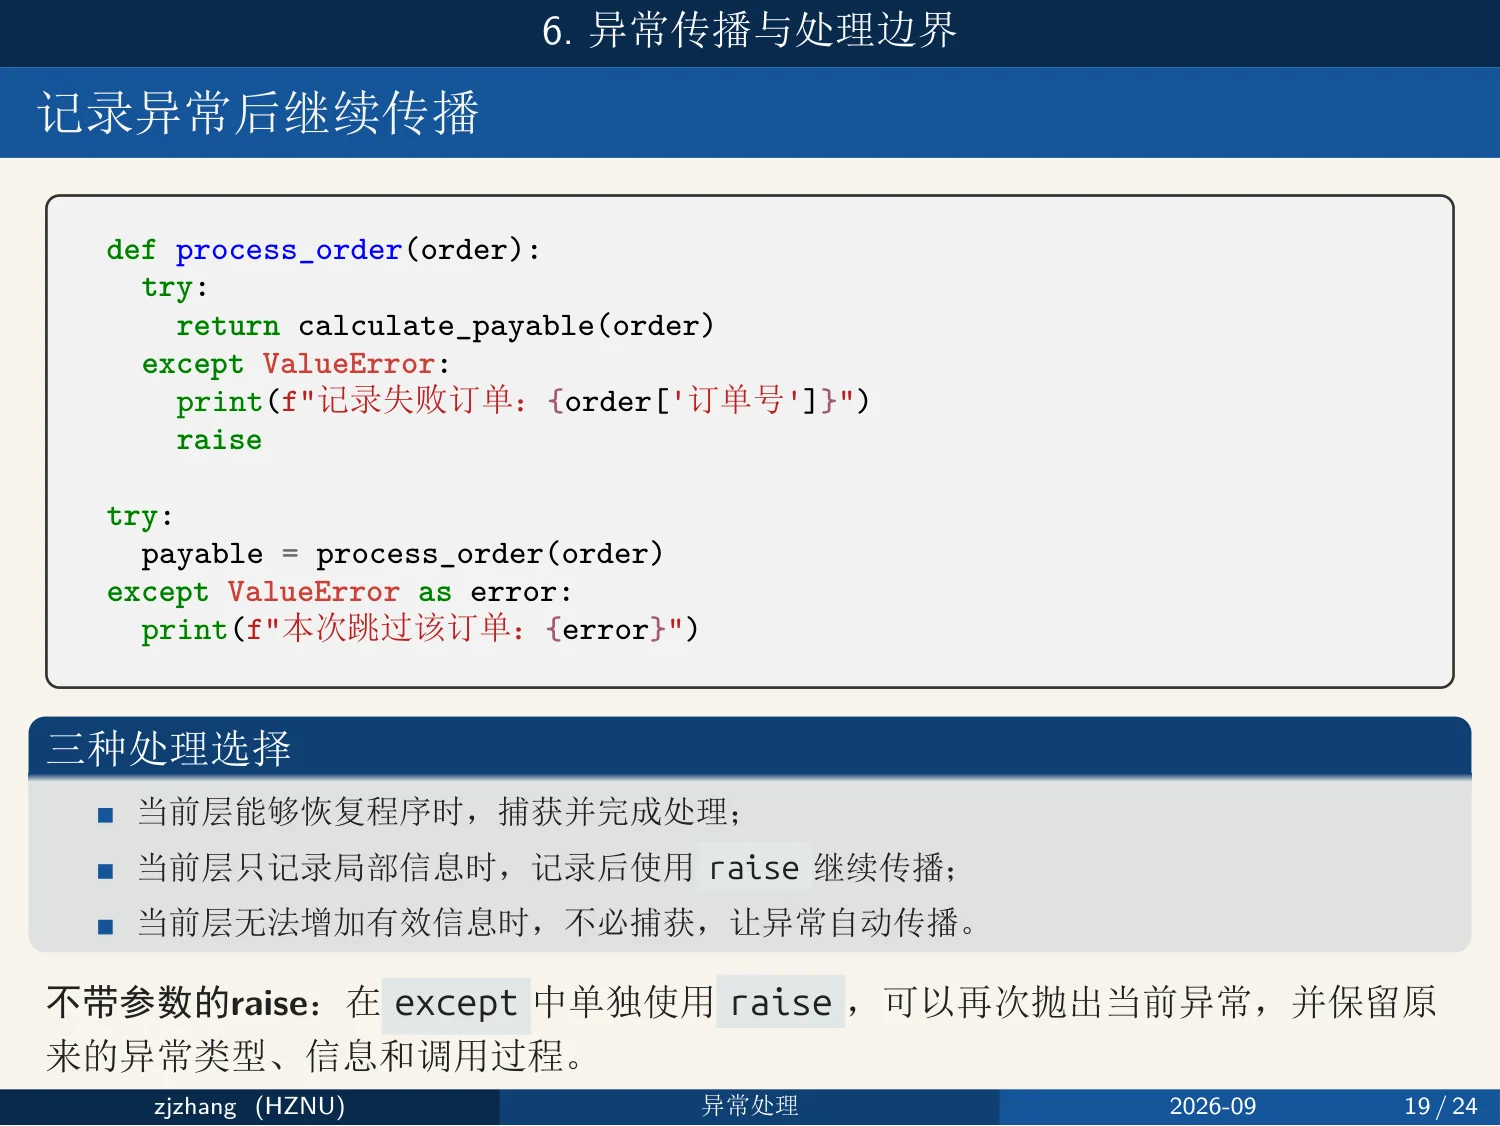 6. 异常传播与处理边界
记录异常后继续传播
def process_order(order):
  try:
    return calculate_payable(order)
  except ValueError:
    print(f"记录失败订单：{order['订单号']}")
    raise

try:
  payable = process_order(order)
except ValueError as error:
  print(f"本次跳过该订单：{error}")
三种处理选择
当前层能够恢复程序时，捕获并完成处理；
当前层只记录局部信息时，记录后使用 raise 继续传播；
当前层无法增加有效信息时，不必捕获，让异常自动传播。
不带参数的raise：在 except 中单独使用 raise ，可以再次抛出当前异常，并保留原
来的异常类型、信息和调用过程。
zjzhang (HZNU) 异常处理 2026-09 19 / 24